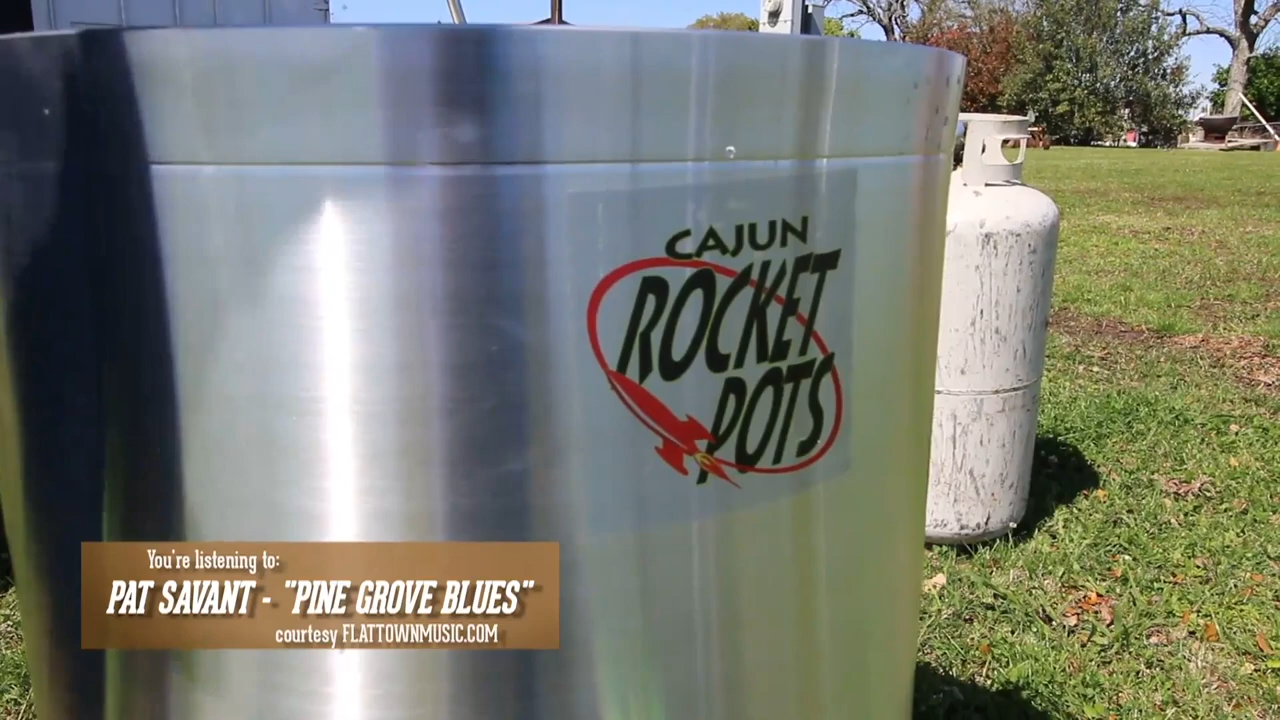 CAJUN
ROCKET
POTS
You're listening to:
PAT SAVANT - "PINE GROVE BLUES"
courtesy FLATTOWNMUSIC.COM